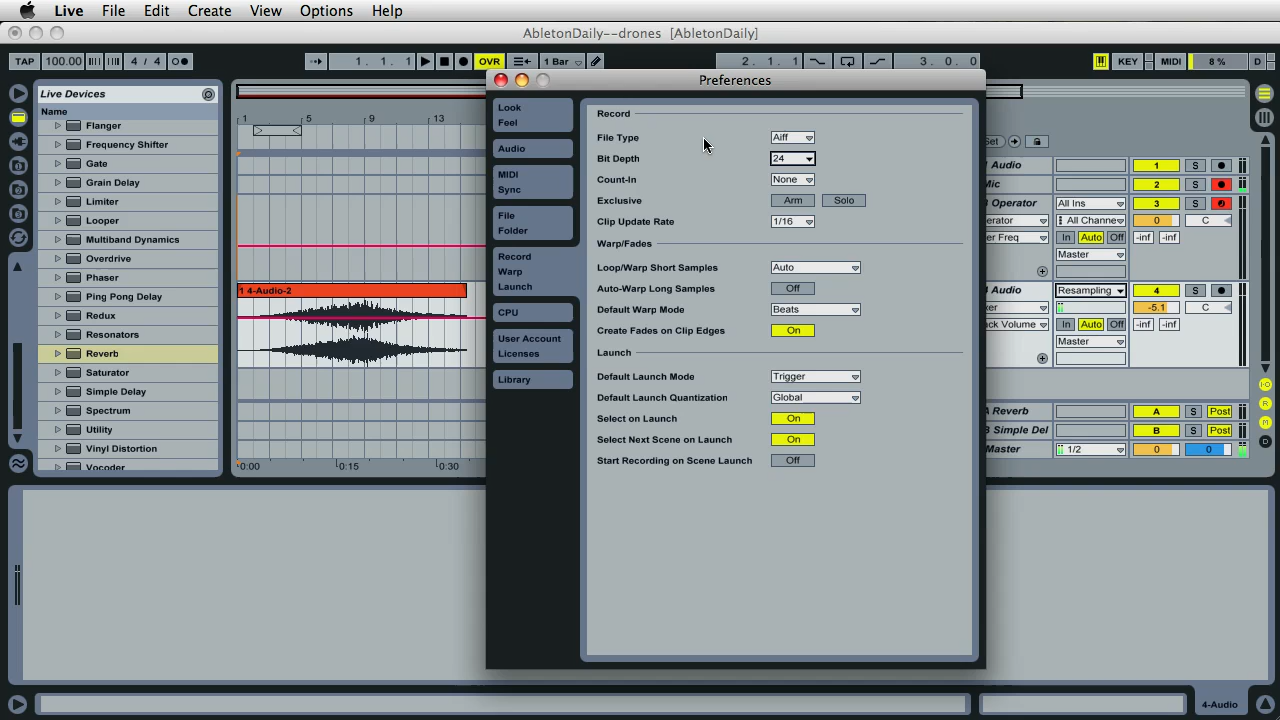 Live File Edit Create View Options Help
AbletonDaily--drones [AbletonDaily]
TAP 100.00 4 / 4 1. 1. 1 OVR 1 Bar 2. 1. 1 3. 0. 0 KEY MIDI 8 % D
Live Devices
Name
Flanger
Frequency Shifter
Gate
Grain Delay
Limiter
Looper
Multiband Dynamics
Overdrive
Phaser
Ping Pong Delay
Redux
Resonators
Reverb
Saturator
Simple Delay
Spectrum
Utility
Vinyl Distortion
Vocoder
1 5 9 13
1 4-Audio-2
0:00 0:15 0:30
Preferences
Look
Feel
Audio
MIDI
Sync
File
Folder
Record
Warp
Launch
CPU
User Account
Licenses
Library
Record
File Type Aiff
Bit Depth 24
Count-In None
Exclusive Arm Solo
Clip Update Rate 1/16
Warp/Fades
Loop/Warp Short Samples Auto
Auto-Warp Long Samples Off
Default Warp Mode Beats
Create Fades on Clip Edges On
Launch
Default Launch Mode Trigger
Default Launch Quantization Global
Select on Launch On
Select Next Scene on Launch On
Start Recording on Scene Launch Off
Set
Audio 1 S
Mic 2 S
Operator All Ins 3 S
erator All Channe 0 C
er Freq In Auto Off -inf -inf
Master
Audio Resampling 4 S
xer -5.1 C
ck Volume In Auto Off -inf -inf
Master
A Reverb A S Post
B Simple Del B S Post
Master 1/2 0 0
I-O
R
M
D
4-Audio